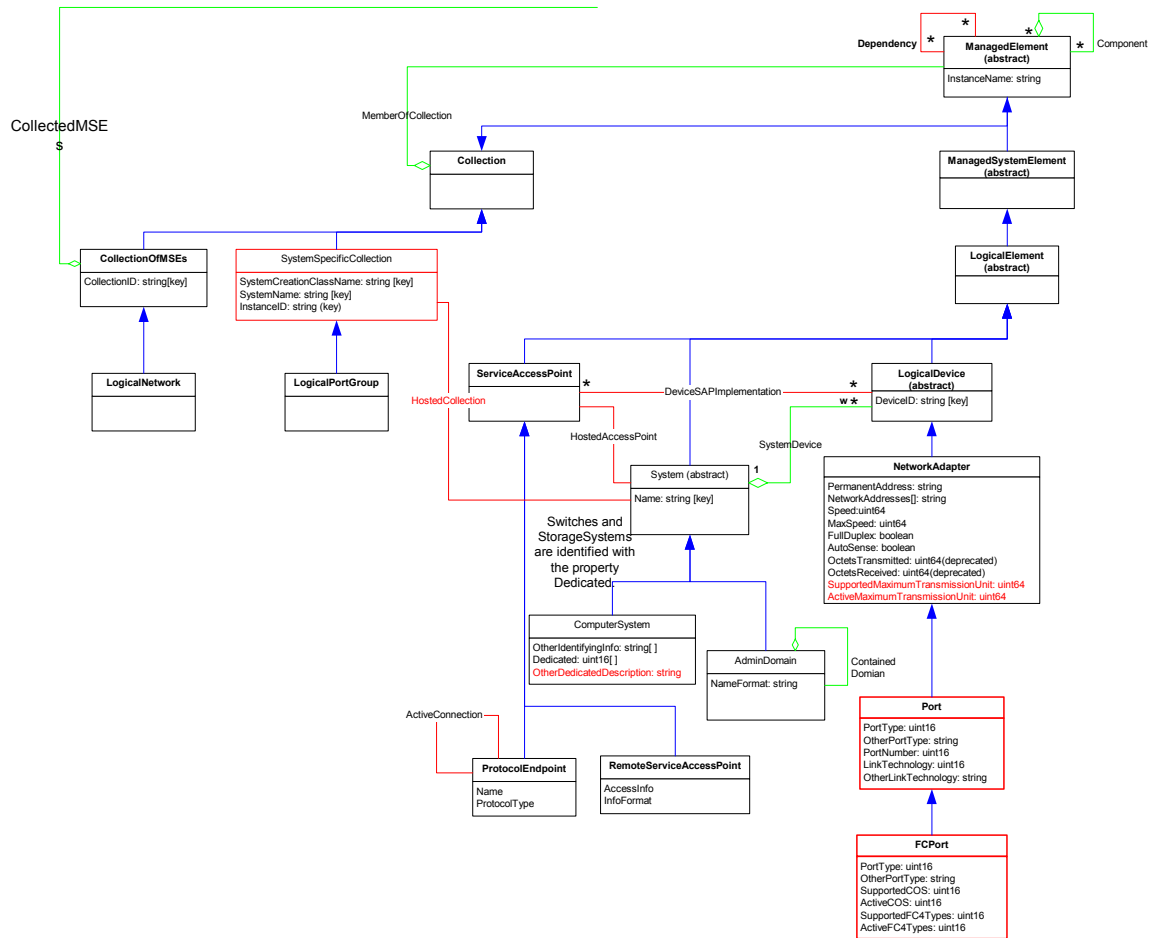 *
*
*
*
Dependency
Component
ManagedElement
(abstract)
InstanceName: string
MemberOfCollection
CollectedMSE
s
Collection
ManagedSystemElement
(abstract)
CollectionOfMSEs
CollectionID: string[key]
SystemSpecificCollection
SystemCreationClassName: string [key]
SystemName: string [key]
InstanceID: string (key)
LogicalElement
(abstract)
LogicalNetwork
LogicalPortGroup
HostedCollection
ServiceAccessPoint
*
DeviceSAPImplementation
*
LogicalDevice
(abstract)
DeviceID: string [key]
w *
HostedAccessPoint
SystemDevice
System (abstract)
Name: string [key]
1
NetworkAdapter
PermanentAddress: string
NetworkAddresses[]: string
Speed:uint64
MaxSpeed: uint64
FullDuplex: boolean
AutoSense: boolean
OctetsTransmitted: uint64(deprecated)
OctetsReceived: uint64(deprecated)
SupportedMaximumTransmissionUnit: uint64
ActiveMaximumTransmissionUnit: uint64
Switches and
StorageSystems
are identified with
the property
Dedicated.
ComputerSystem
OtherIdentifyingInfo: string[ ]
Dedicated: uint16[ ]
OtherDedicatedDescription: string
AdminDomain
NameFormat: string
Contained
Domian
ActiveConnection
ProtocolEndpoint
Name
ProtocolType
RemoteServiceAccessPoint
AccessInfo
InfoFormat
Port
PortType: uint16
OtherPortType: string
PortNumber: uint16
LinkTechnology: uint16
OtherLinkTechnology: string
FCPort
PortType: uint16
OtherPortType: string
SupportedCOS: uint16
ActiveCOS: uint16
SupportedFC4Types: uint16
ActiveFC4Types: uint16